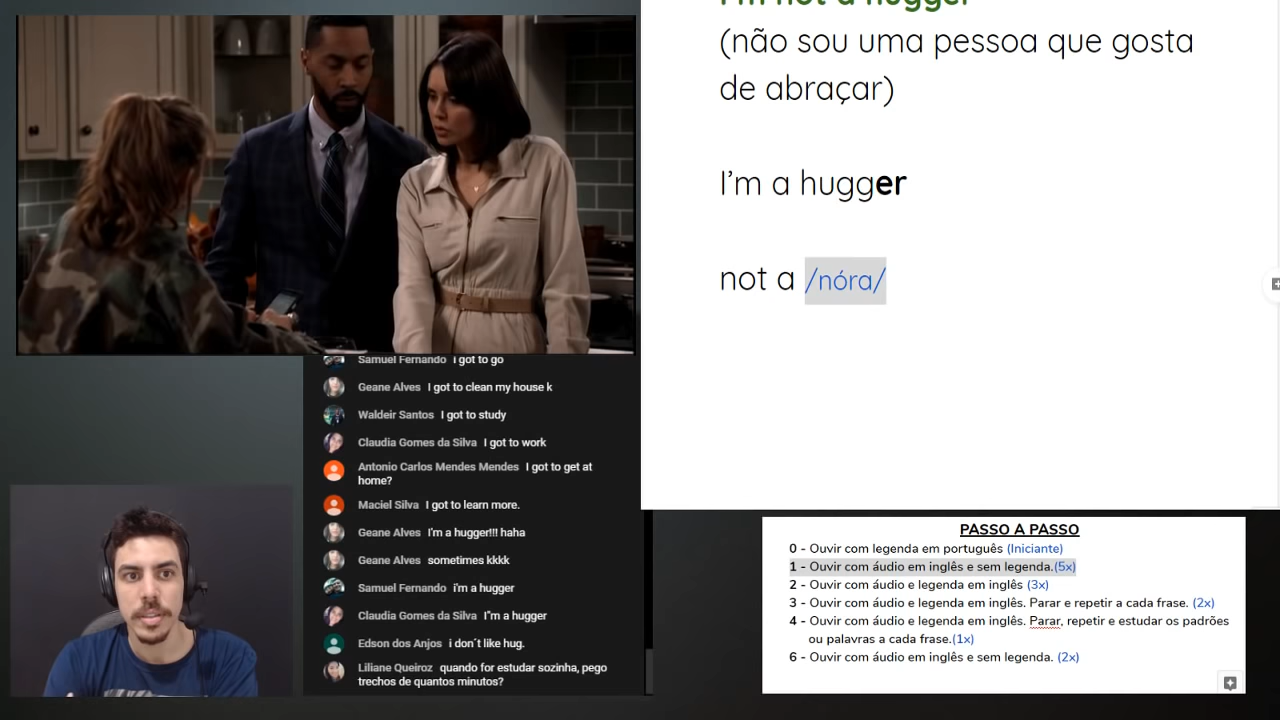 I'm not a hugger
(não sou uma pessoa que gosta
de abraçar)
I'm a hugger
not a /nóra/
Samuel Fernando i got to go
Geane Alves I got to clean my house k
Waldeir Santos I got to study
Claudia Gomes da Silva I got to work
Antonio Carlos Mendes Mendes I got to get at
home?
Maciel Silva I got to learn more.
Geane Alves I'm a hugger!!! haha
Geane Alves sometimes kkkk
Samuel Fernando i'm a hugger
Claudia Gomes da Silva I"m a hugger
Edson dos Anjos i don´t like hug.
Liliane Queiroz quando for estudar sozinha, pego
trechos de quantos minutos?
PASSO A PASSO
0 - Ouvir com legenda em português (Iniciante)
1 - Ouvir com áudio em inglês e sem legenda.(5x)
2 - Ouvir com áudio e legenda em inglês (3x)
3 - Ouvir com áudio e legenda em inglês. Parar e repetir a cada frase. (2x)
4 - Ouvir com áudio e legenda em inglês. Parar, repetir e estudar os padrões
ou palavras a cada frase.(1x)
6 - Ouvir com áudio em inglês e sem legenda. (2x)